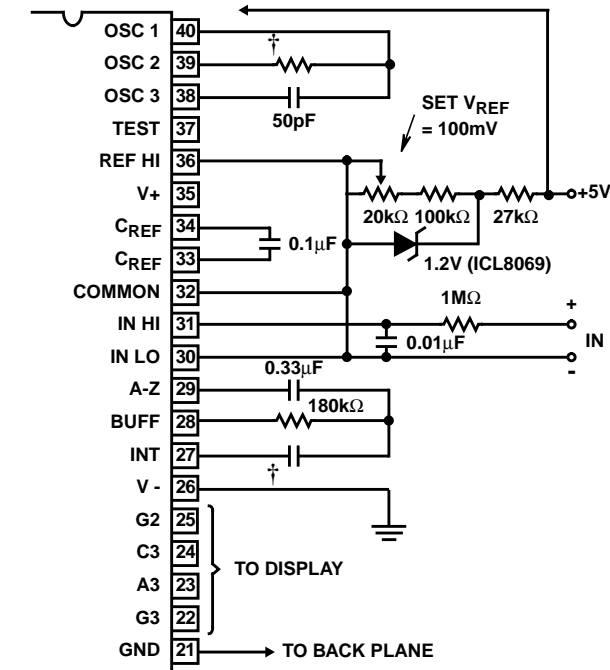 OSC 1 40
OSC 2 39
†
OSC 3 38
50pF
TEST 37
SET VREF
= 100mV
REF HI 36
V+ 35
+5V
20kΩ 100kΩ 27kΩ
CREF 34
0.1μF
CREF 33
1.2V (ICL8069)
COMMON 32
1MΩ
IN HI 31
+
0.01μF
IN
IN LO 30
-
0.33μF
A-Z 29
180kΩ
BUFF 28
INT 27
†
V - 26
G2 25
C3 24
TO DISPLAY
A3 23
G3 22
GND 21
TO BACK PLANE